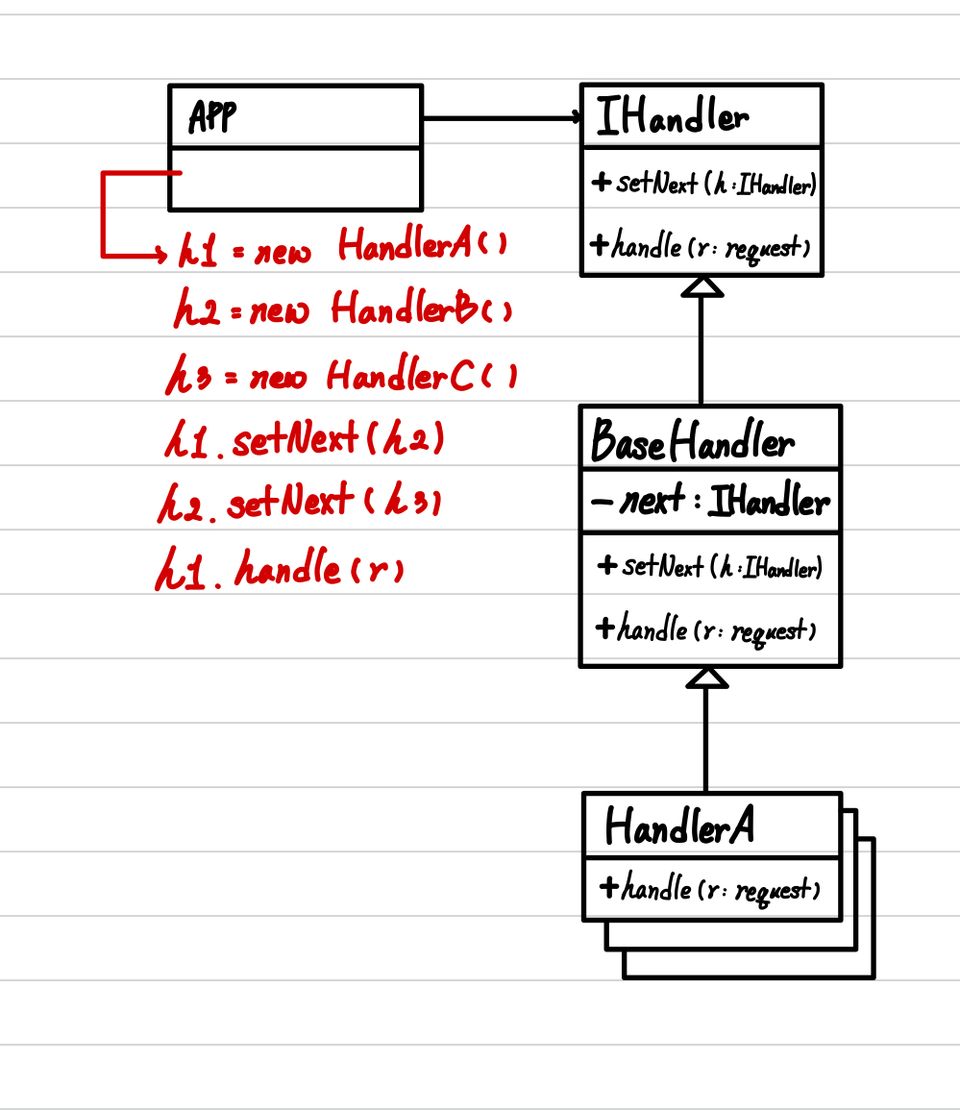 APP
h1 = new HandlerA()
h2 = new HandlerB()
h3 = new HandlerC()
h1.setNext(h2)
h2.setNext(h3)
h1.handle(r)
IHandler
+ setNext(h:IHandler)
+ handle(r: request)
BaseHandler
- next : IHandler
+ setNext(h:IHandler)
+ handle(r: request)
HandlerA
+ handle(r: request)